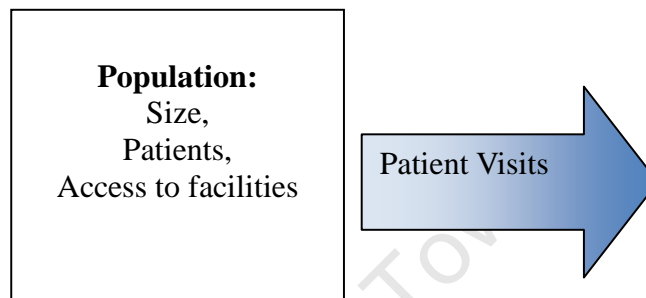 Population:
Size,
Patients,
Access to facilities
Patient Visits